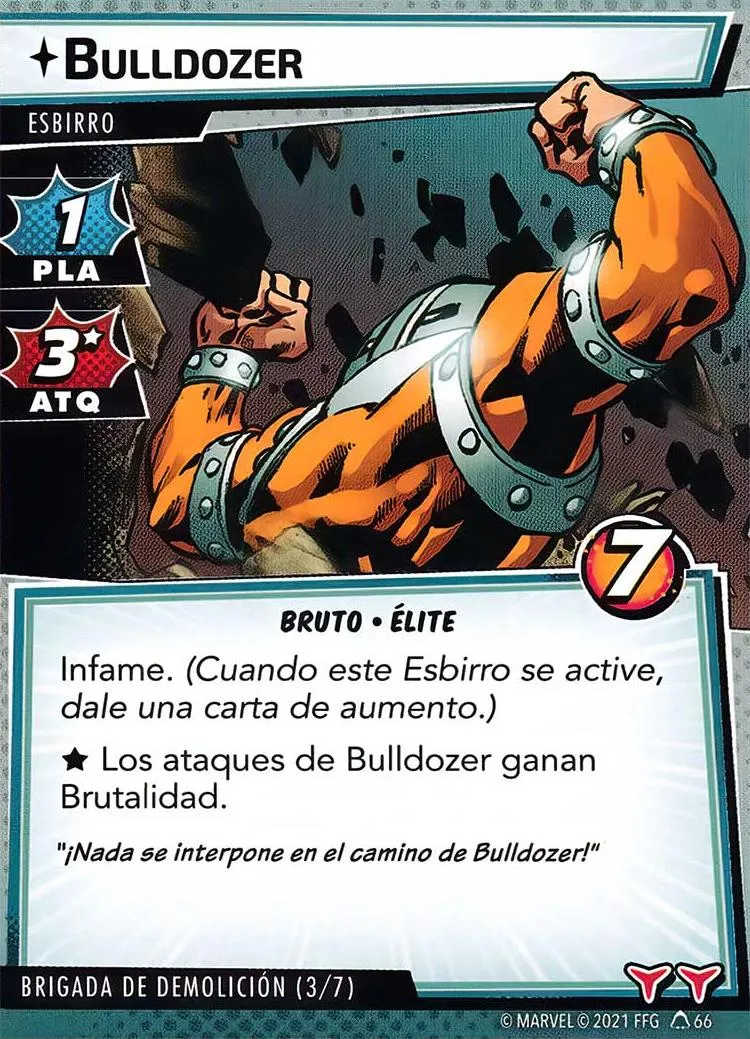 BULLDOZER
ESBIRRO
1
PLA
3★
ATQ
7
BRUTO • ÉLITE
Infame. (Cuando este Esbirro se active,
dale una carta de aumento.)
★ Los ataques de Bulldozer ganan
Brutalidad.
"¡Nada se interpone en el camino de Bulldozer!"
BRIGADA DE DEMOLICIÓN (3/7)
© MARVEL © 2021 FFG 66